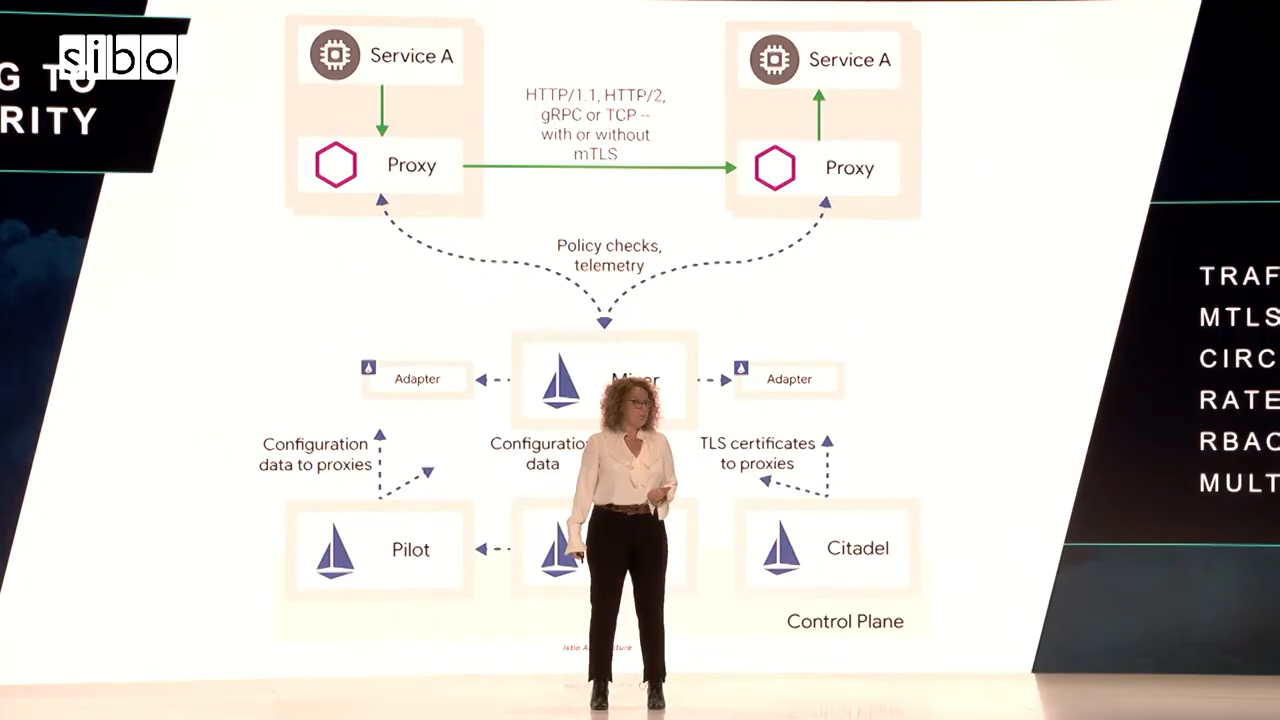 sibo
G TO
RITY
Service A
Service A
HTTP/1.1, HTTP/2,
gRPC or TCP --
with or without
mTLS
Proxy
Proxy
Policy checks,
telemetry
Adapter
Adapter
Configuration
data to proxies
Configuration
data
TLS certificates
to proxies
Pilot
Citadel
Control Plane
Istio
TRAF
MTLS
CIRC
RATE
RBAC
MULT